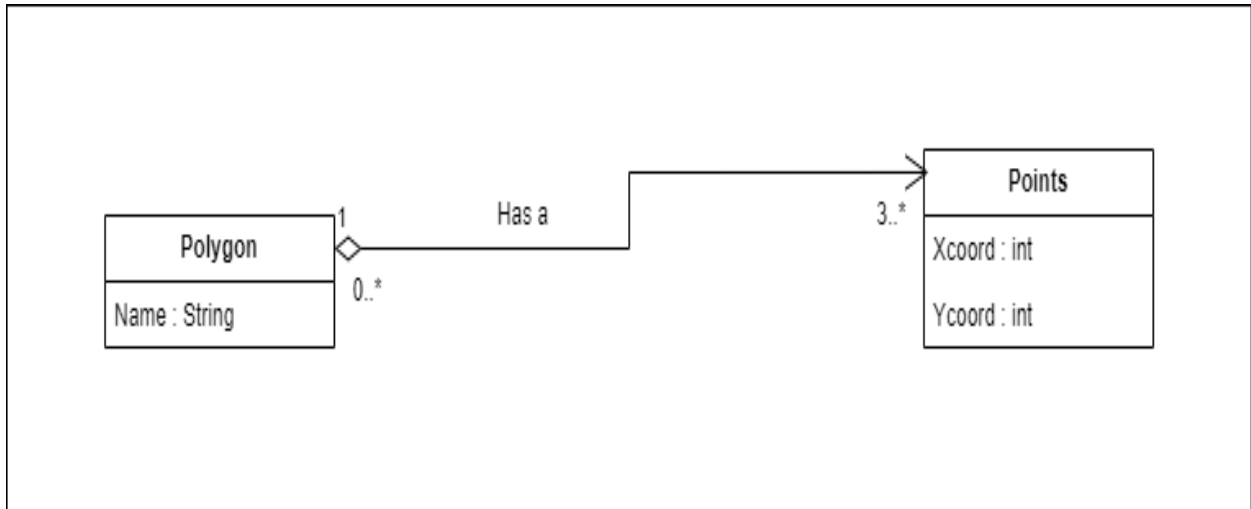 Polygon
Name : String
1
0..*
Has a
3..*
Points
Xcoord : int
Ycoord : int